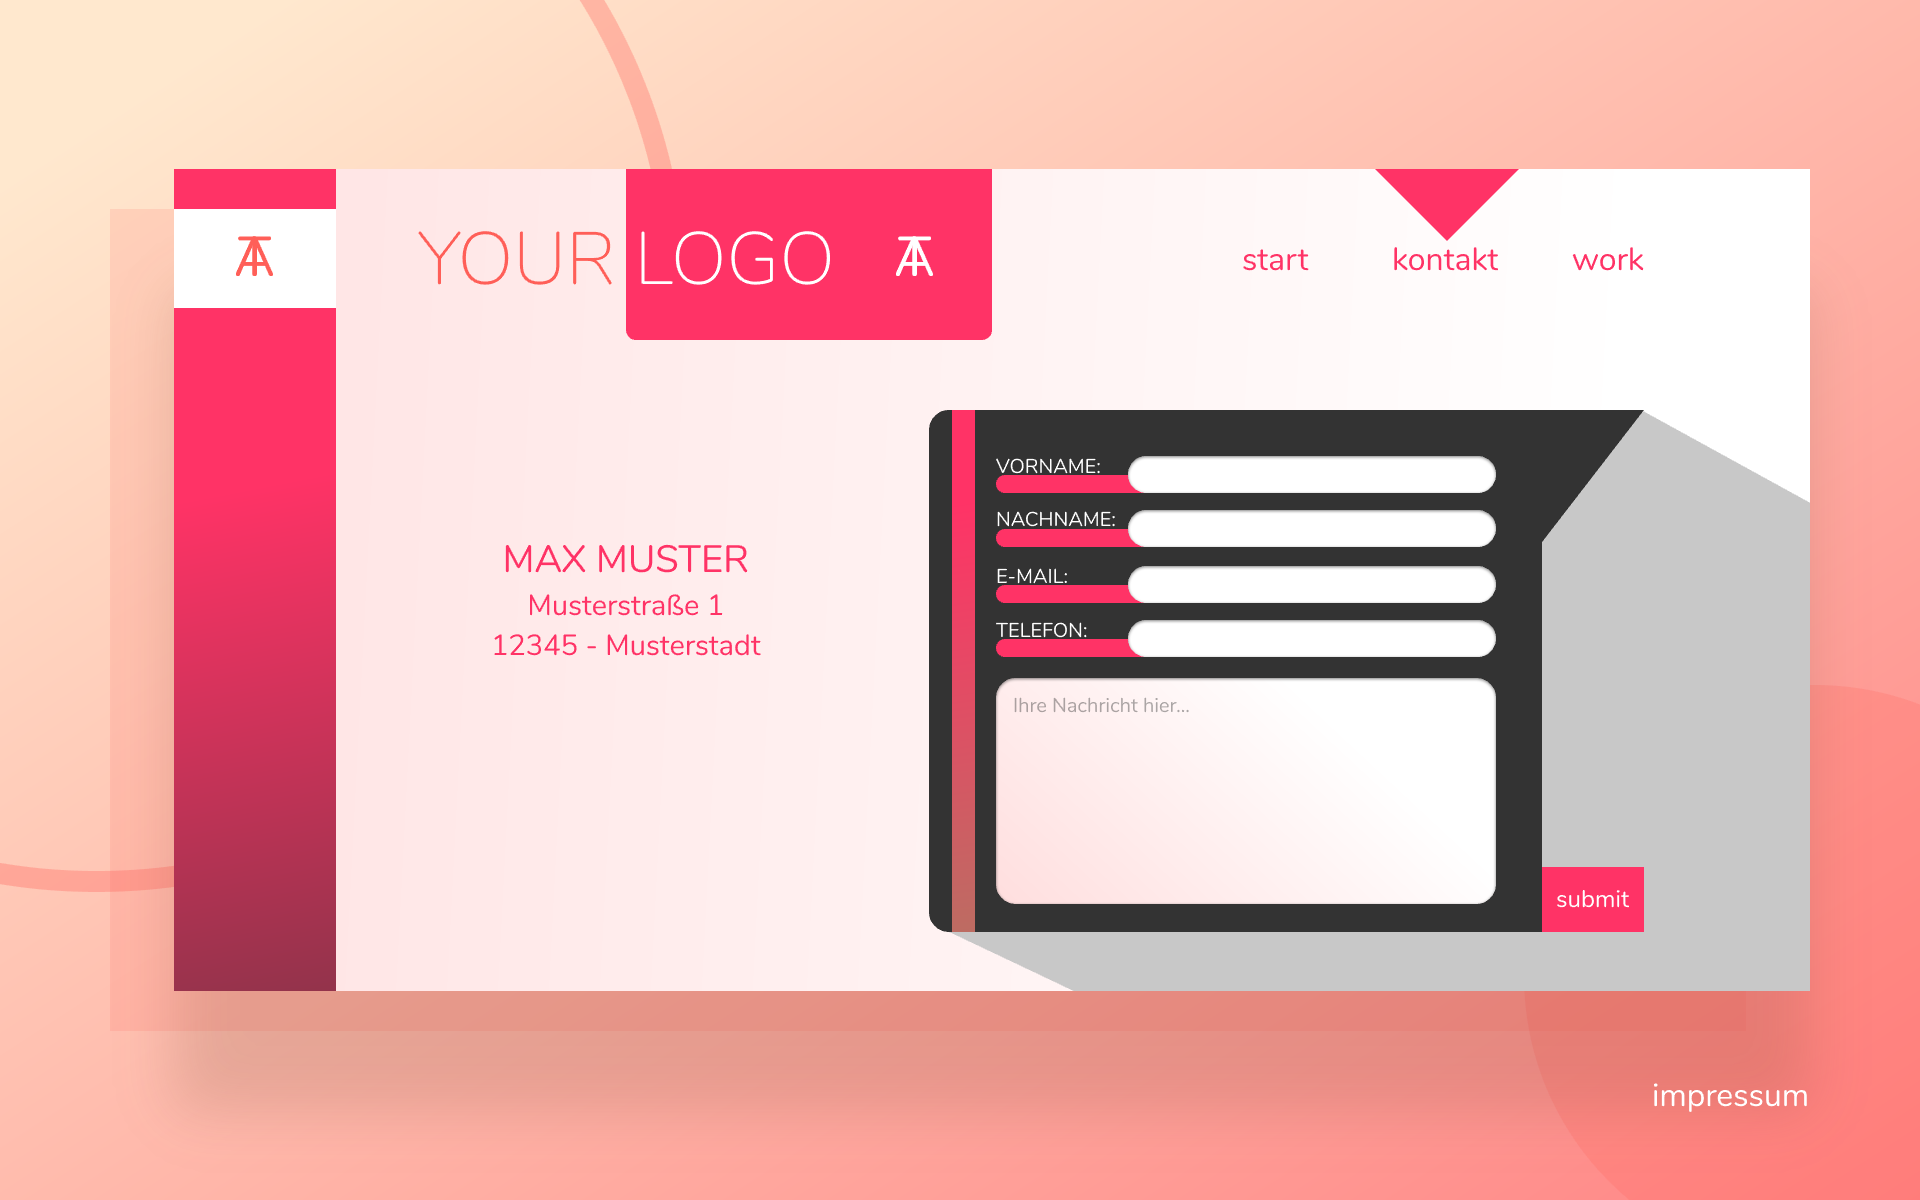 YOUR LOGO
start kontakt work
MAX MUSTER
Musterstraße 1
12345 - Musterstadt
VORNAME:
NACHNAME:
E-MAIL:
TELEFON:
Ihre Nachricht hier...
submit
impressum